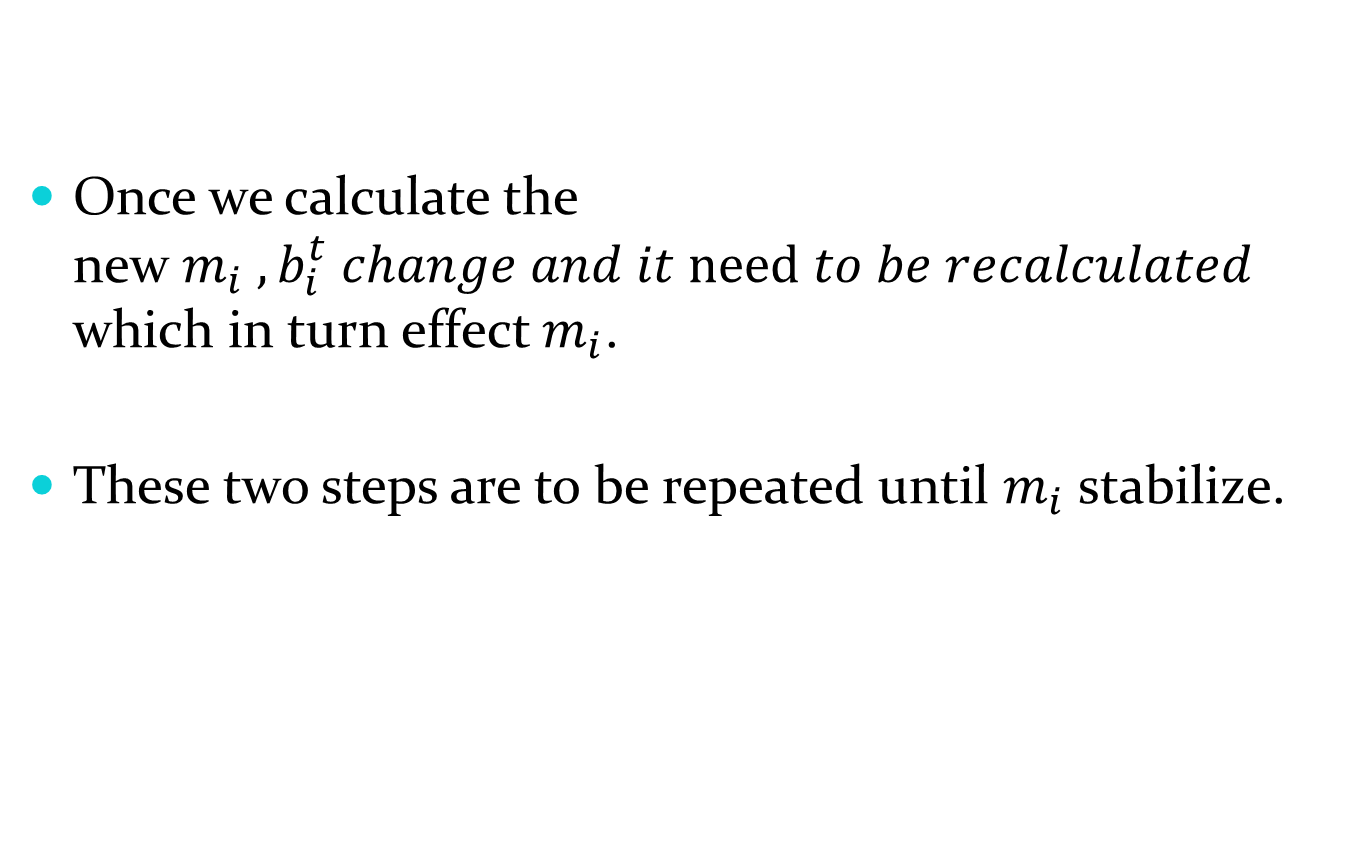 • Once we calculate the
new $m_i$ , $b_i^t$ change and it need to be recalculated
which in turn effect $m_i$.
• These two steps are to be repeated until $m_i$ stabilize.